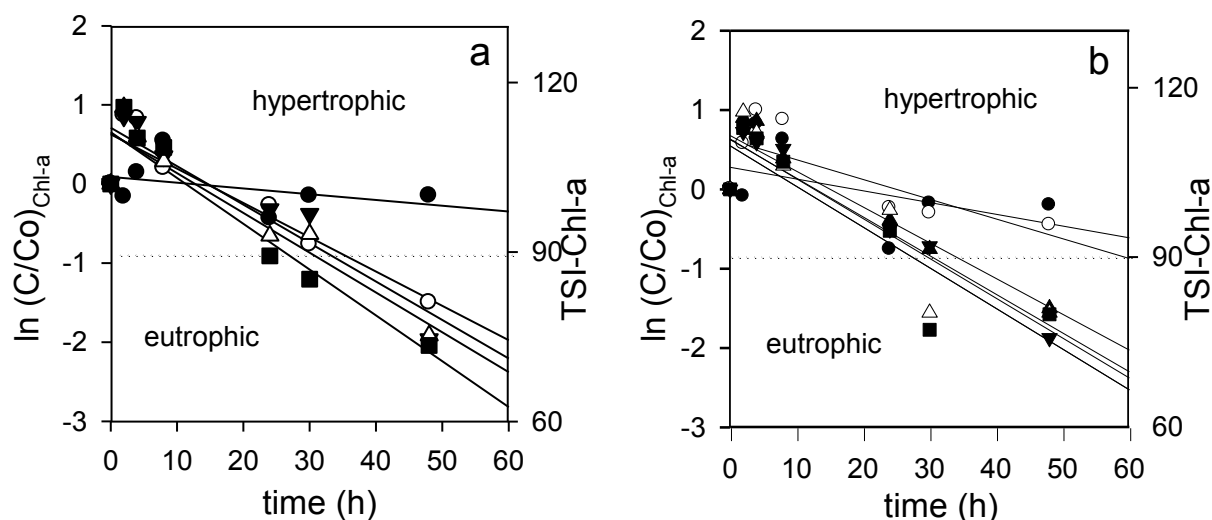 a
hypertrophic
eutrophic
2
1
0
-1
-2
-3
ln (C/Co)Chl-a
120
90
60
TSI-Chl-a
0 10 20 30 40 50 60
time (h)
b
hypertrophic
eutrophic
2
1
0
-1
-2
-3
ln (C/Co)Chl-a
120
90
60
TSI-Chl-a
0 10 20 30 40 50 60
time (h)